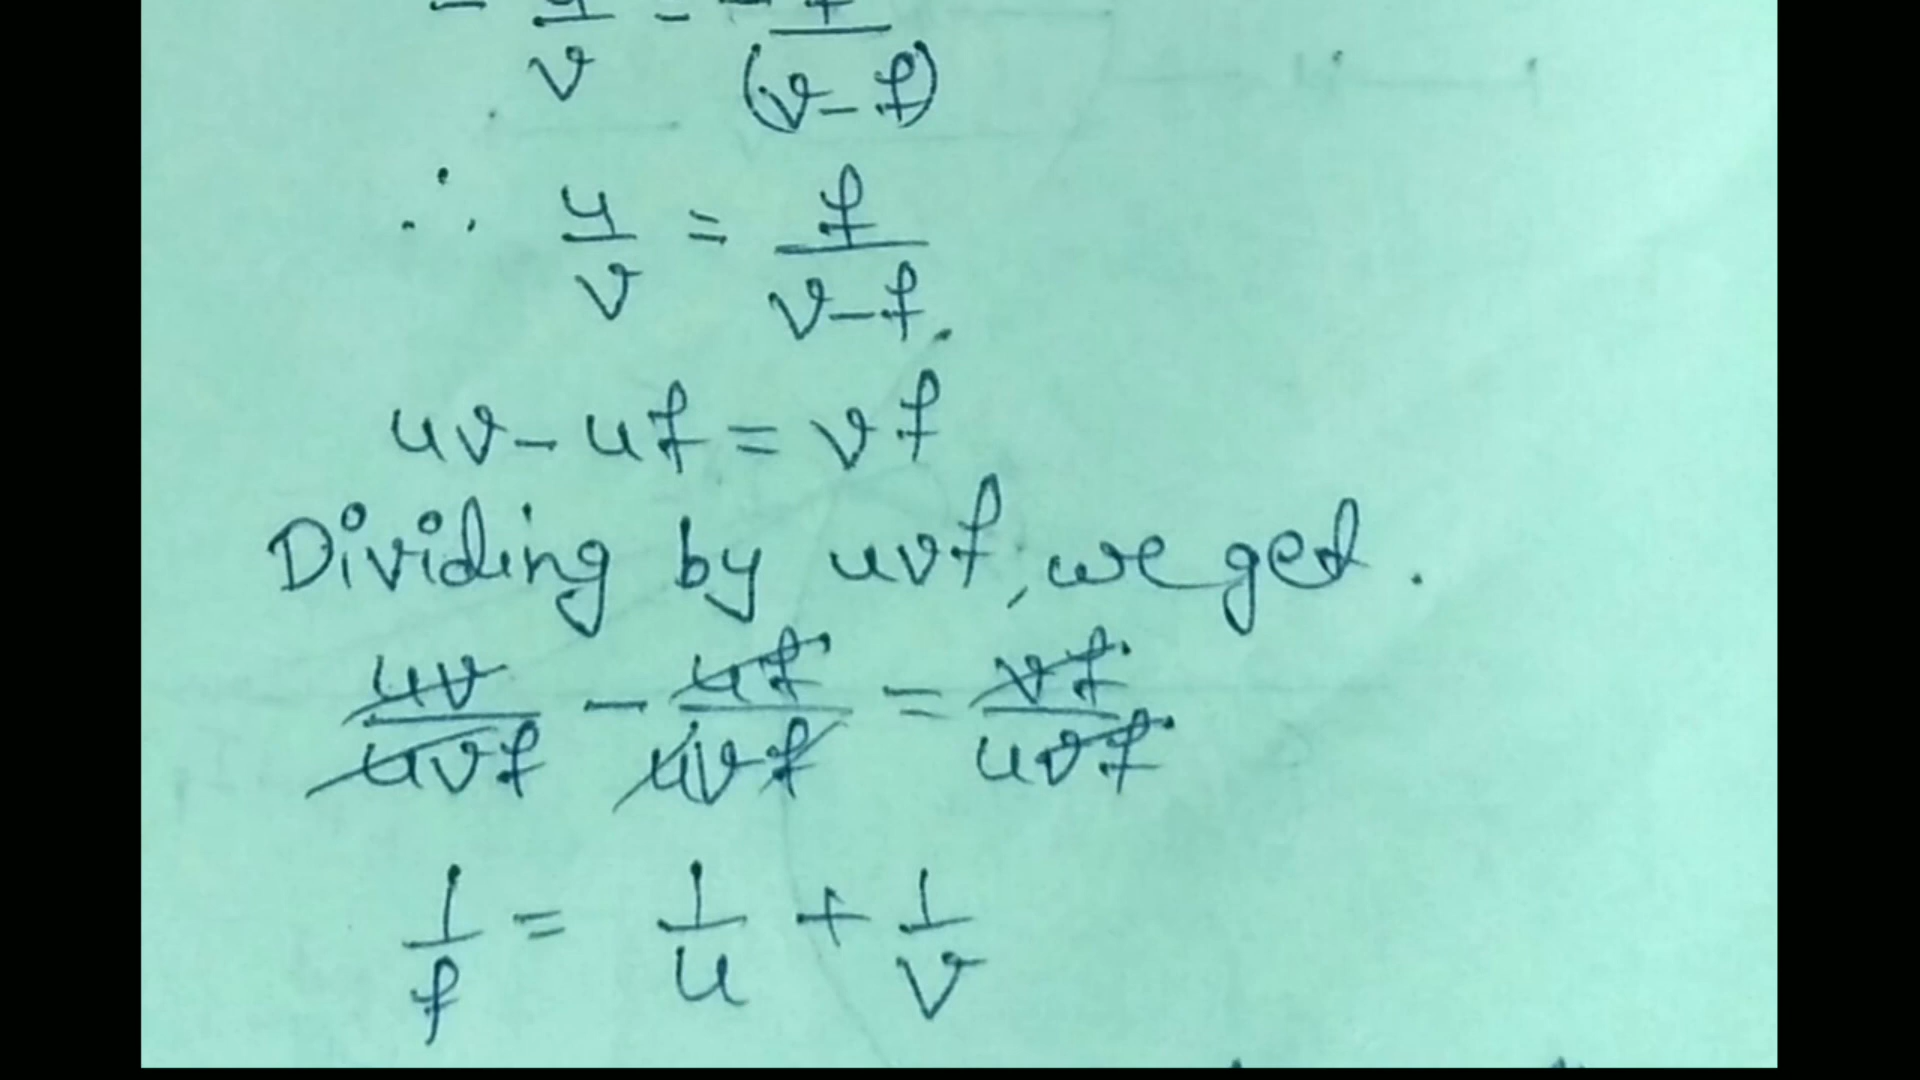 - u/v = - f/(v-f)
∴ u/v = f/v-f.
uv-uf=vf
Dividing by uvf, we get.
uv/uvf - uf/uvf = vf/uvf
1/f = 1/u + 1/v